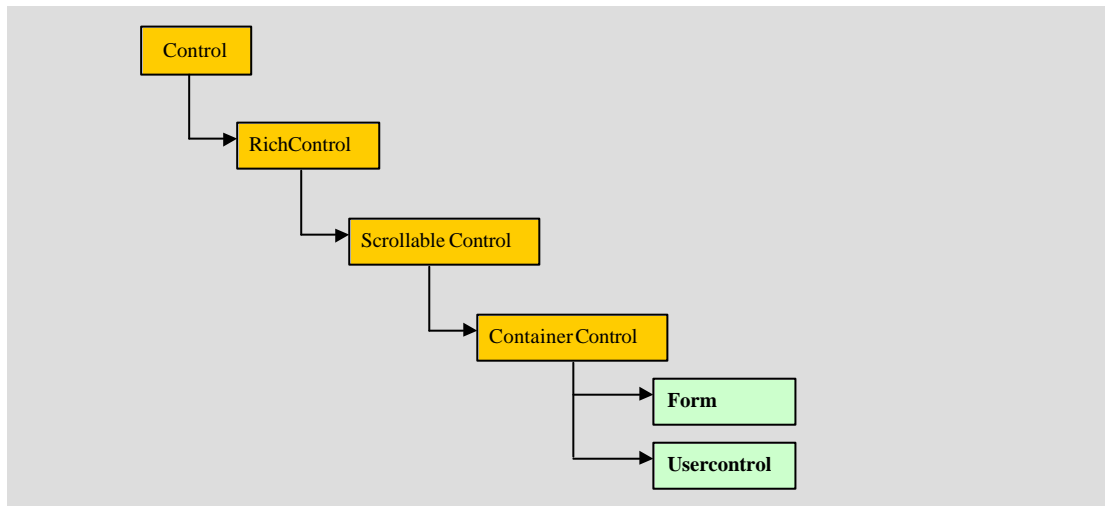 Control
RichControl
Scrollable Control
Container Control
Form
Usercontrol